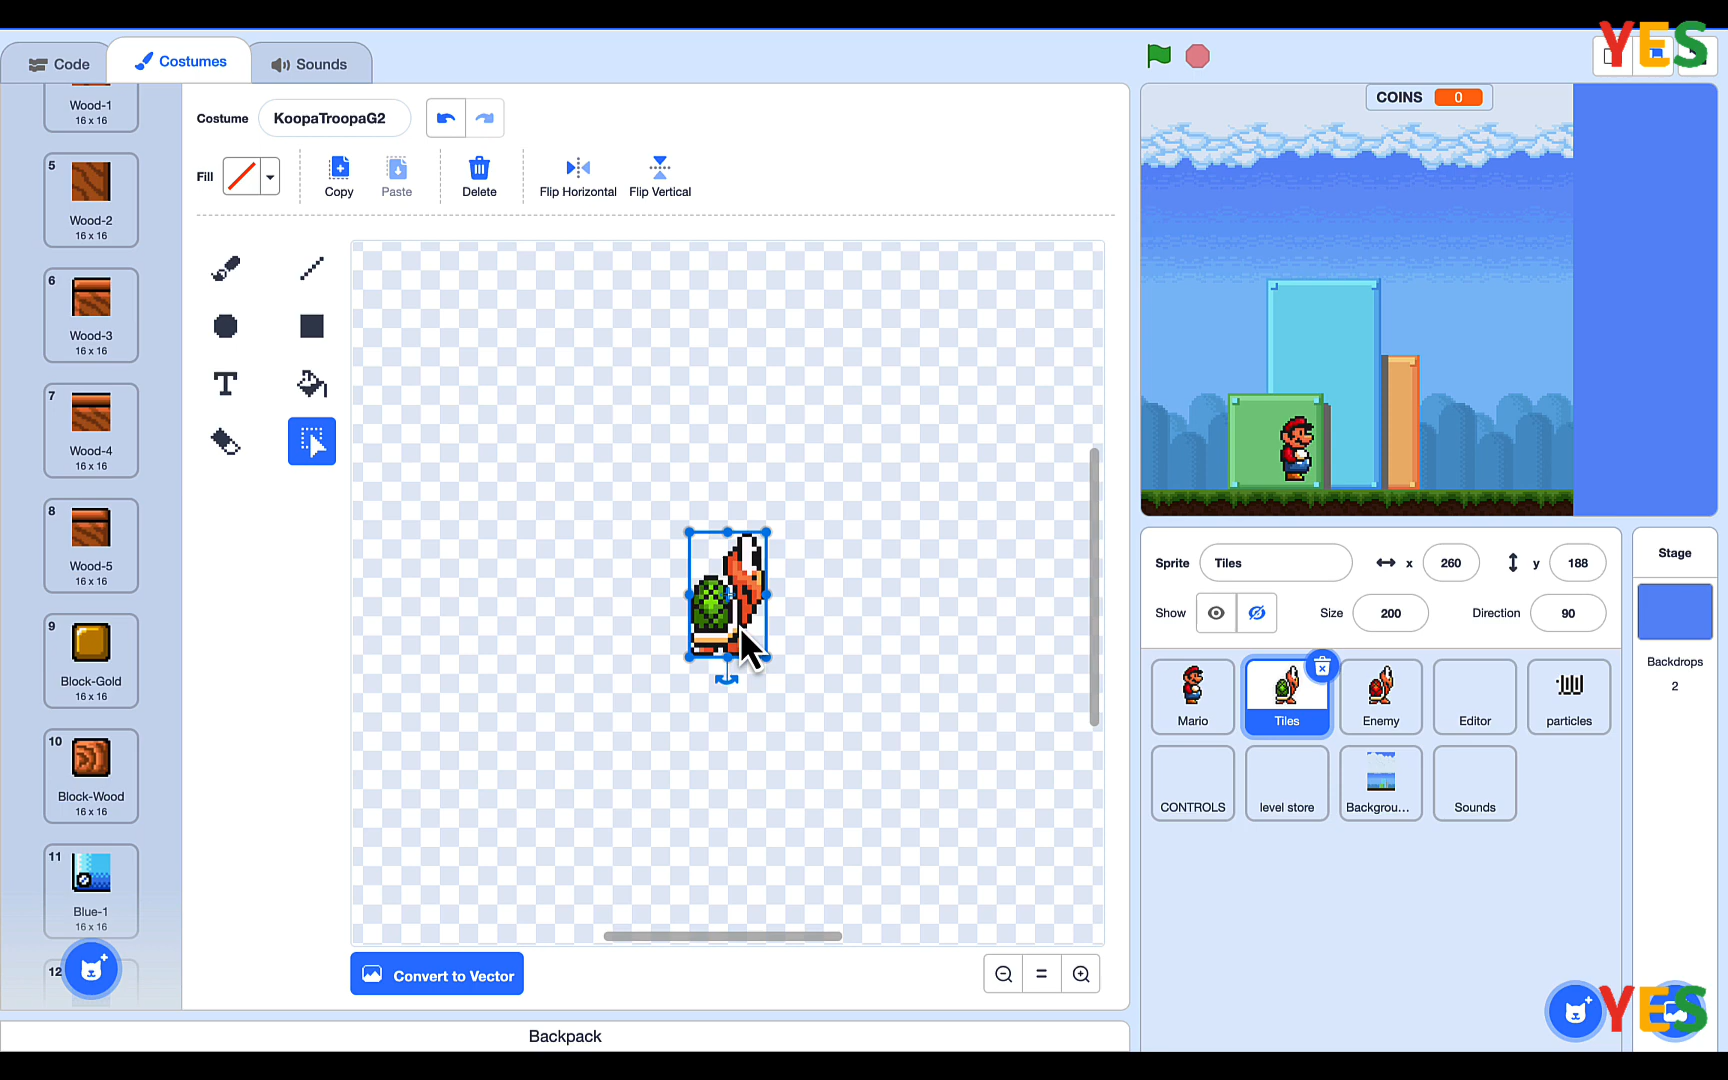 YES
Code
Costumes
Sounds
COINS 0
Wood-1
16 x 16
5
Wood-2
16 x 16
6
Wood-3
16 x 16
7
Wood-4
16 x 16
8
Wood-5
16 x 16
9
Block-Gold
16 x 16
10
Block-Wood
16 x 16
11
Blue-1
16 x 16
12
Costume KoopaTroopaG2
Fill
Copy
Paste
Delete
Flip Horizontal
Flip Vertical
T
Convert to Vector
Backpack
Sprite Tiles x 260 y 188
Show Size 200 Direction 90
Mario
Tiles
Enemy
Editor
particles
CONTROLS
level store
Backgrou...
Sounds
Stage
Backdrops
2
YES